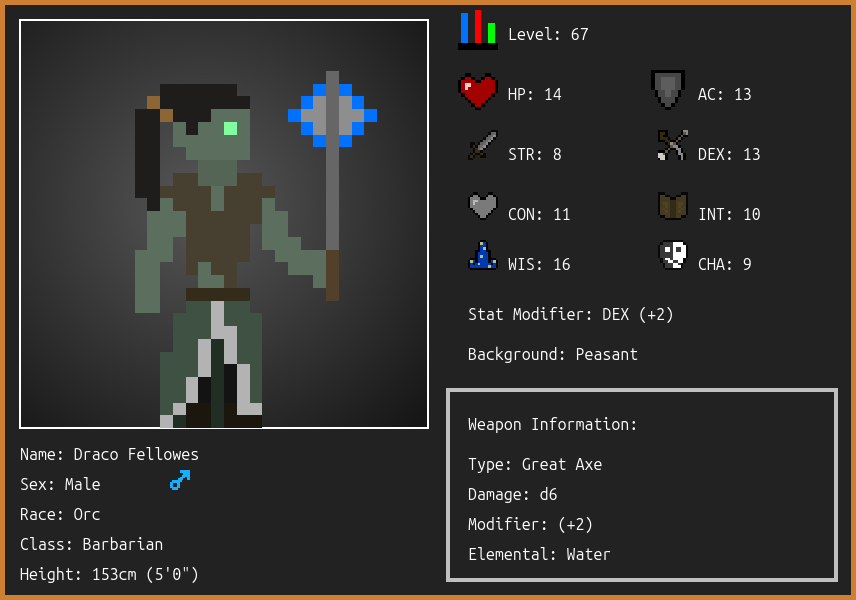 Level: 67
HP: 14
AC: 13
STR: 8
DEX: 13
CON: 11
INT: 10
WIS: 16
CHA: 9
Stat Modifier: DEX (+2)
Background: Peasant
Weapon Information:
Type: Great Axe
Damage: d6
Modifier: (+2)
Elemental: Water
Name: Draco Fellowes
Sex: Male
Race: Orc
Class: Barbarian
Height: 153cm (5'0")